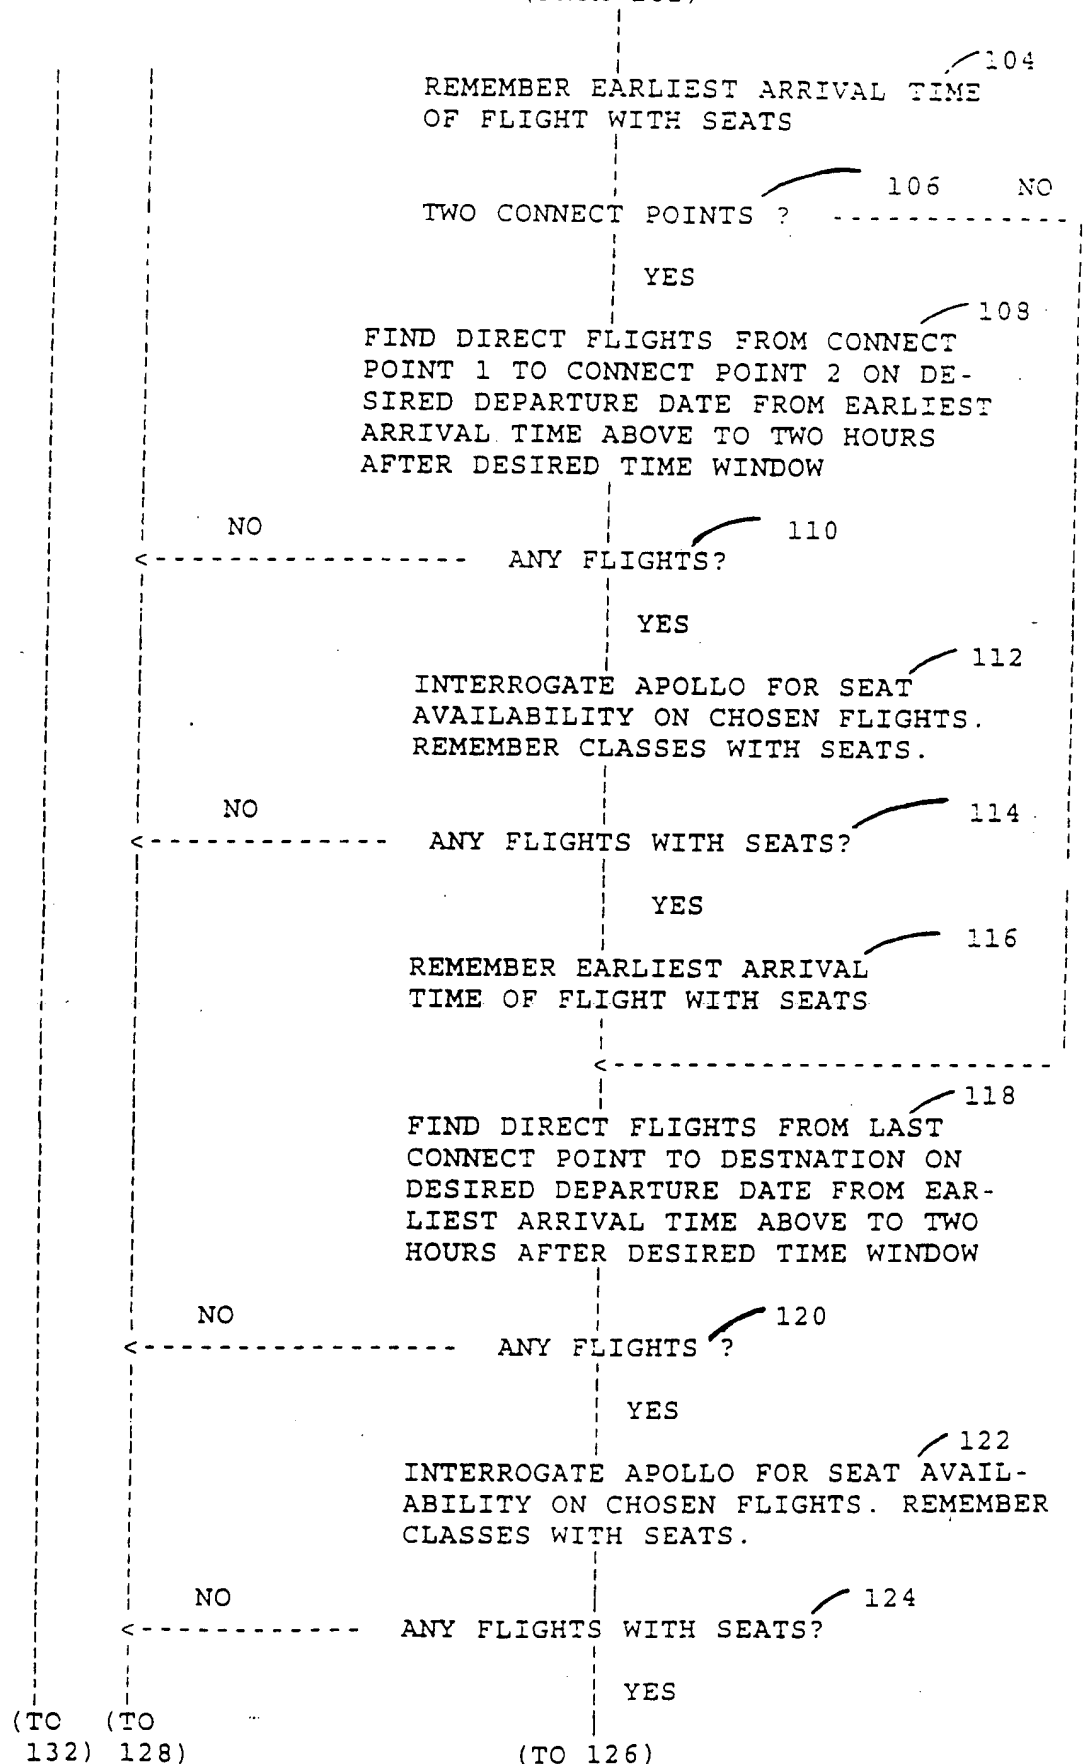 104
REMEMBER EARLIEST ARRIVAL TIME
OF FLIGHT WITH SEATS
106 NO
TWO CONNECT POINTS ?
YES
108
FIND DIRECT FLIGHTS FROM CONNECT
POINT 1 TO CONNECT POINT 2 ON DE-
SIRED DEPARTURE DATE FROM EARLIEST
ARRIVAL TIME ABOVE TO TWO HOURS
AFTER DESIRED TIME WINDOW
NO 110
ANY FLIGHTS?
YES
112
INTERROGATE APOLLO FOR SEAT
AVAILABILITY ON CHOSEN FLIGHTS.
REMEMBER CLASSES WITH SEATS.
NO 114
ANY FLIGHTS WITH SEATS?
YES
116
REMEMBER EARLIEST ARRIVAL
TIME OF FLIGHT WITH SEATS
118
FIND DIRECT FLIGHTS FROM LAST
CONNECT POINT TO DESTNATION ON
DESIRED DEPARTURE DATE FROM EAR-
LIEST ARRIVAL TIME ABOVE TO TWO
HOURS AFTER DESIRED TIME WINDOW
NO 120
ANY FLIGHTS ?
YES
122
INTERROGATE APOLLO FOR SEAT AVAIL-
ABILITY ON CHOSEN FLIGHTS. REMEMBER
CLASSES WITH SEATS.
NO 124
ANY FLIGHTS WITH SEATS?
YES
(TO (TO
132) 128) (TO 126)